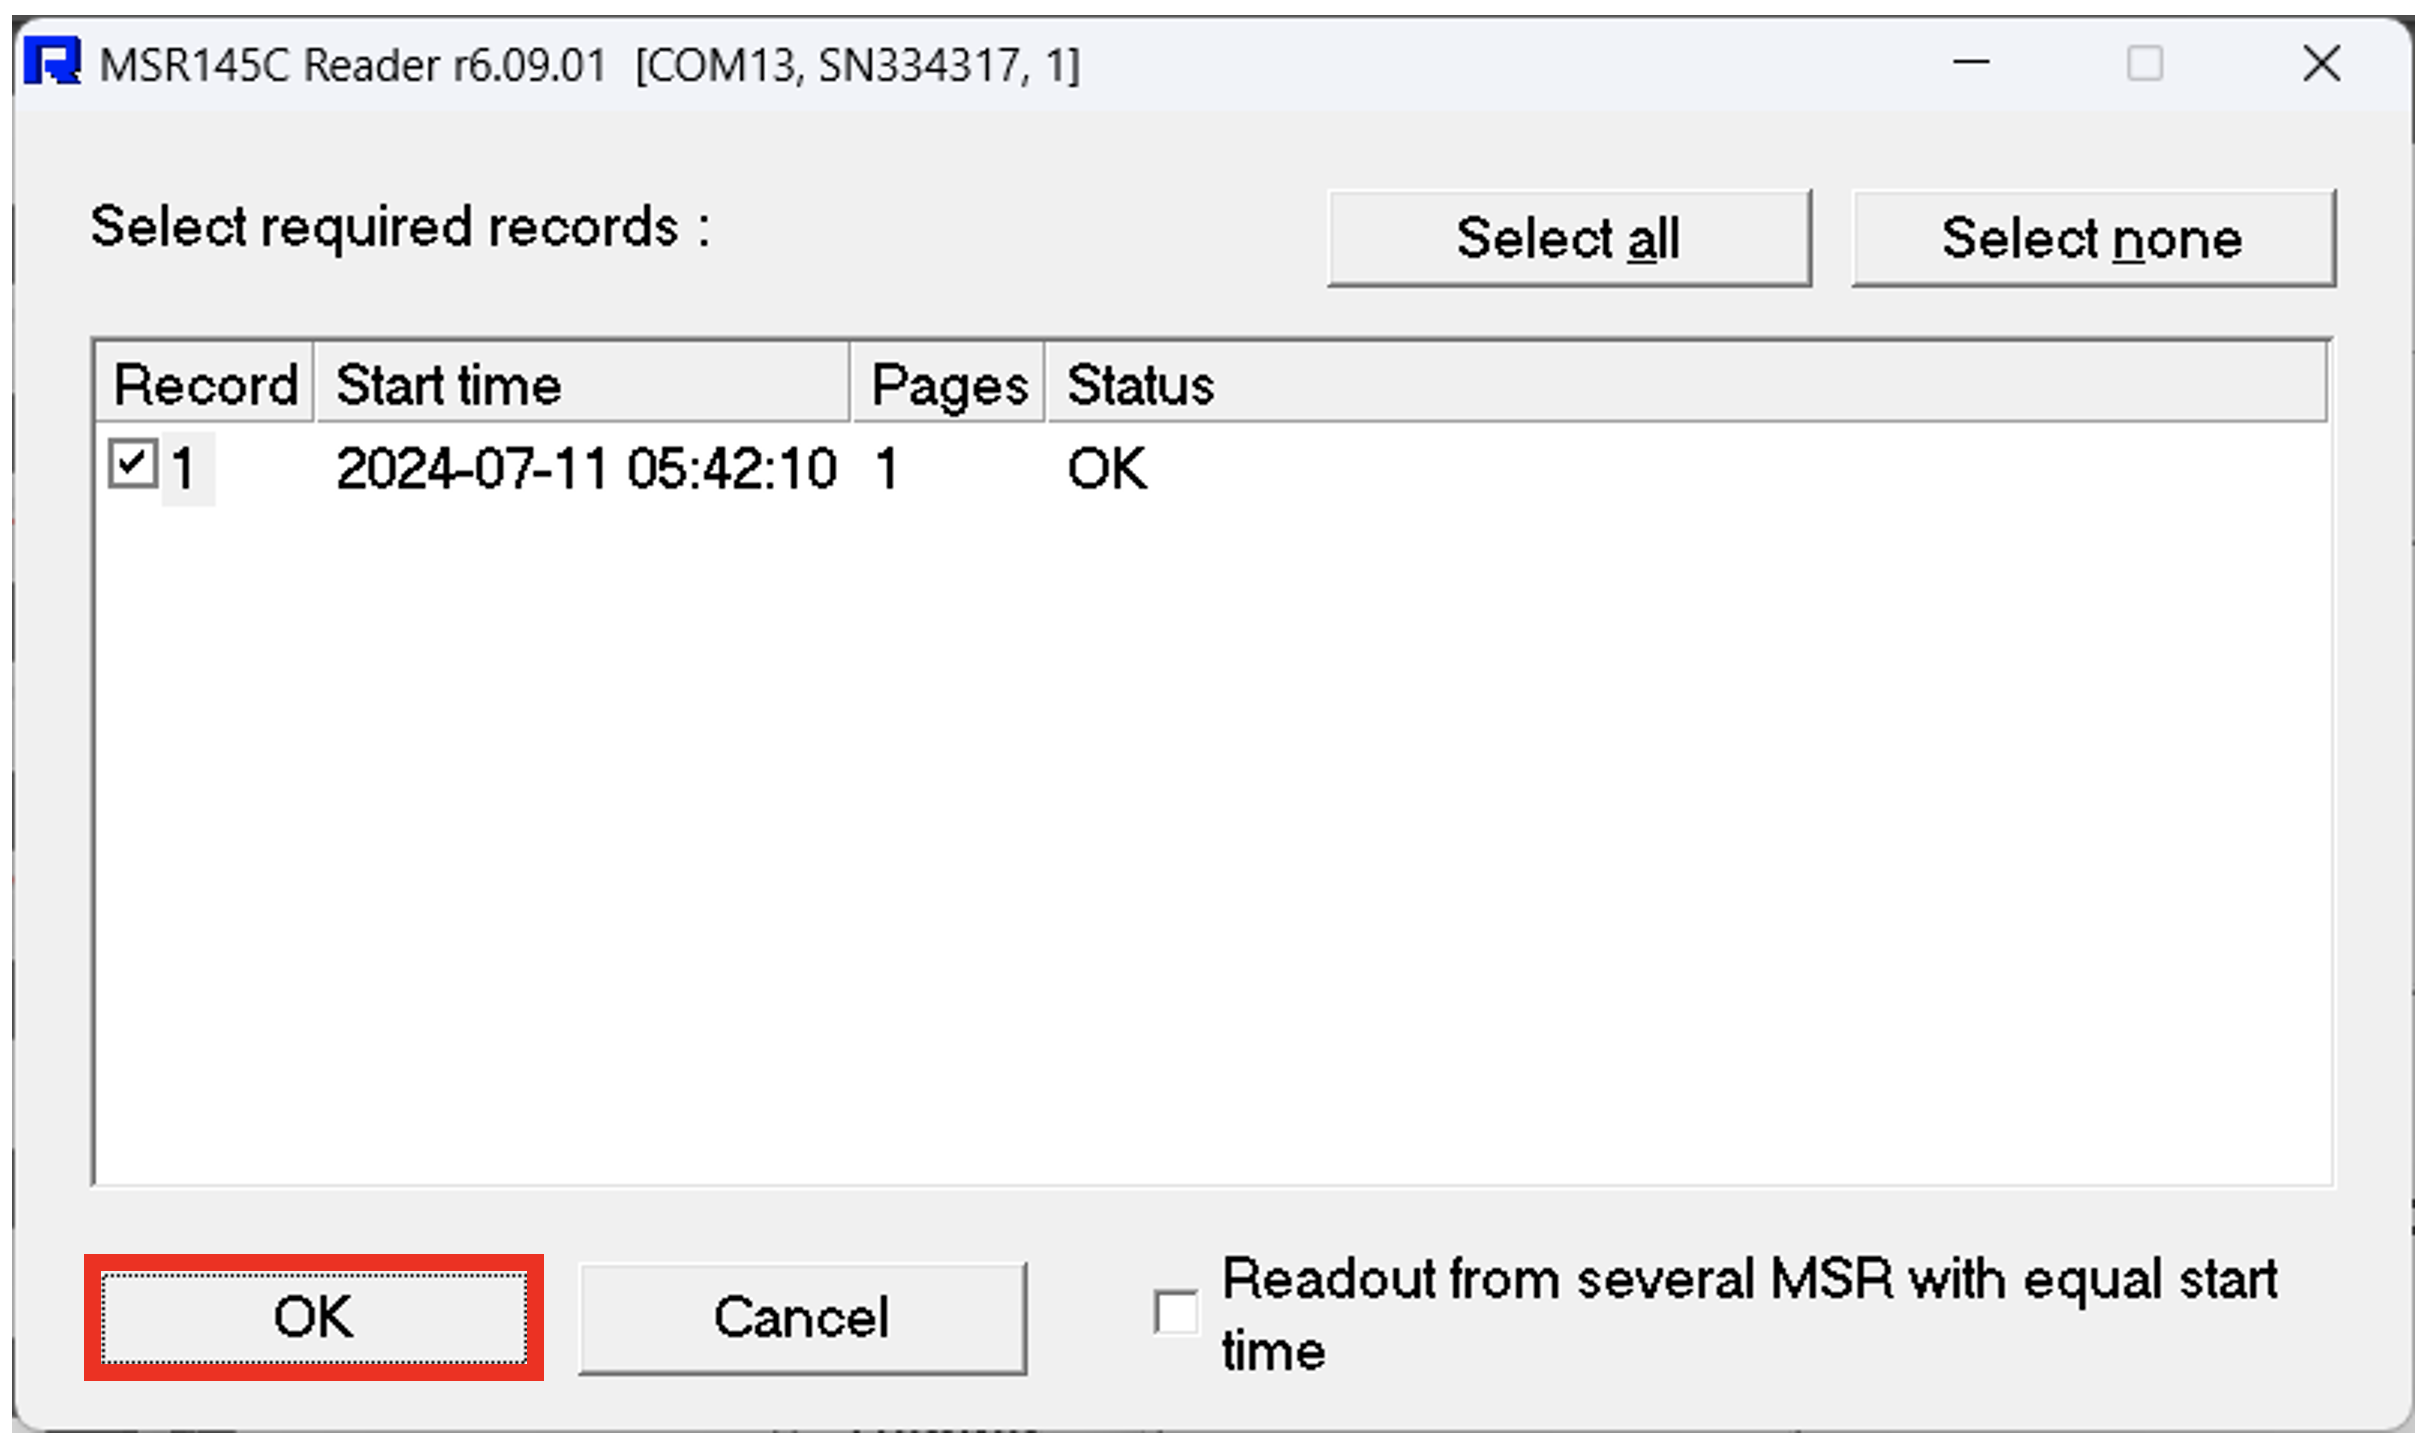 MSR145C Reader r6.09.01 [COM13, SN334317, 1]
Select required records :
Select all
Select none
Record Start time Pages Status
1 2024-07-11 05:42:10 1 OK
OK
Cancel
Readout from several MSR with equal start
time